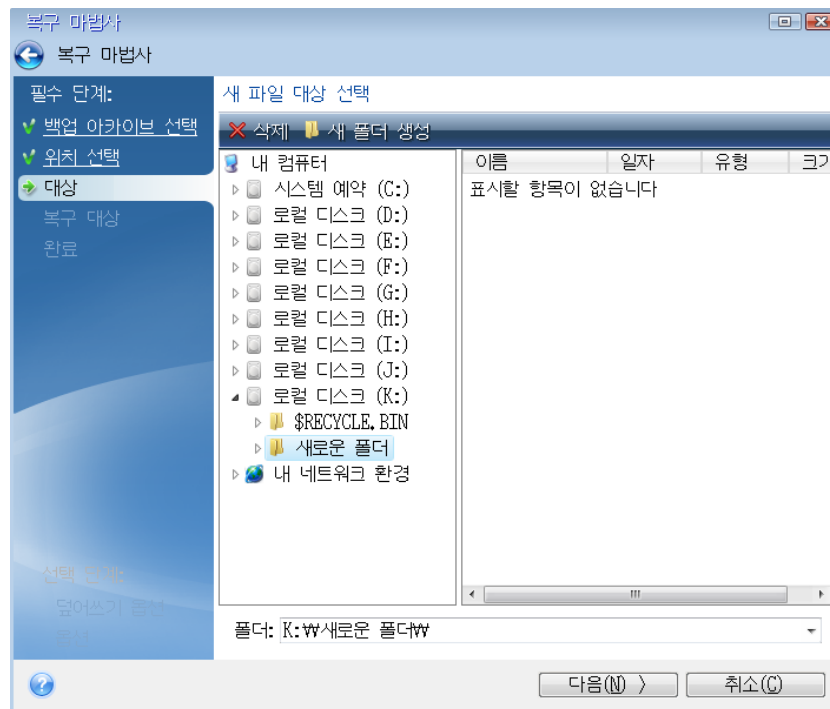 복구 마법사
복구 마법사
필수 단계:
백업 아카이브 선택
위치 선택
대상
복구 대상
완료
선택 단계:
덮어쓰기 옵션
옵션
새 파일 대상 선택
삭제 새 폴더 생성
내 컴퓨터
시스템 예약 (C:)
로컬 디스크 (D:)
로컬 디스크 (E:)
로컬 디스크 (F:)
로컬 디스크 (G:)
로컬 디스크 (H:)
로컬 디스크 (I:)
로컬 디스크 (J:)
로컬 디스크 (K:)
$RECYCLE.BIN
새로운 폴더
내 네트워크 환경
이름 일자 유형 크기
표시할 항목이 없습니다
폴더: K:₩새로운 폴더₩
다음(N) 〉 취소(C)